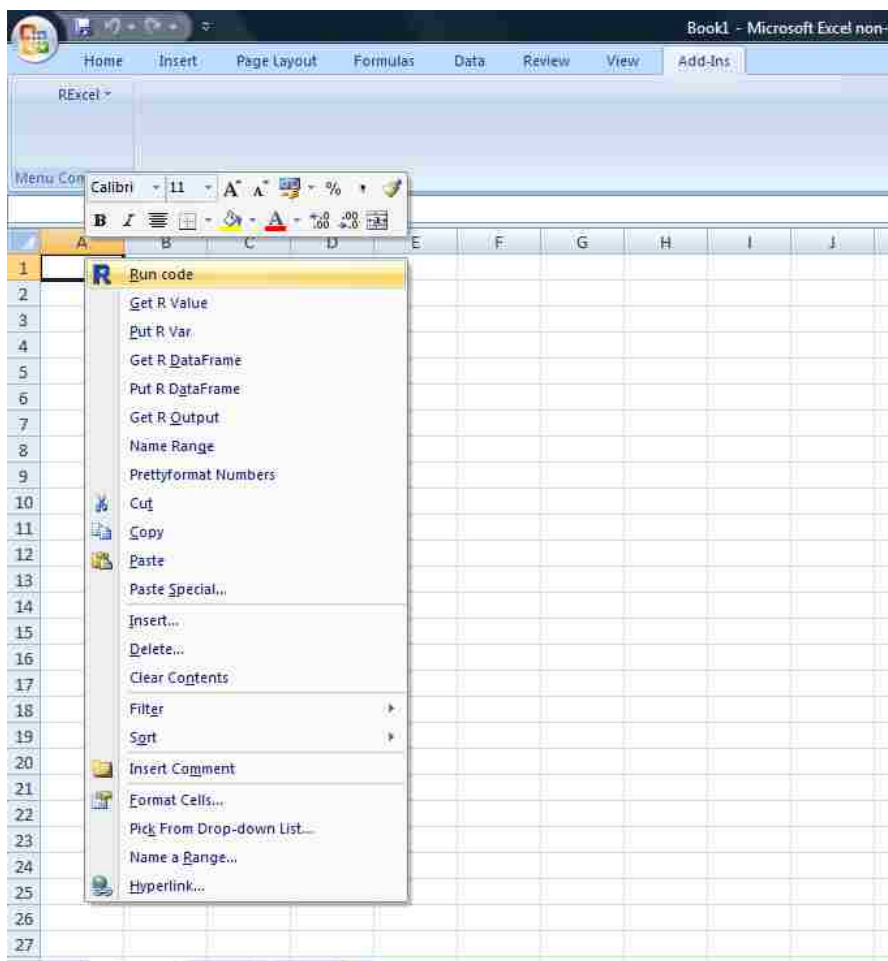 Book1 - Microsoft Excel non-
Home Insert Page Layout Formulas Data Review View Add-Ins
RExcel
Menu Com
Calibri 11 A A % ,
B I A .00 .00
A B C D E F G H I J
1 R Run code
2 Get R Value
3 Put R Var
4 Get R DataFrame
5 Put R DataFrame
6 Get R Output
7 Name Range
8 Prettyformat Numbers
9
10 Cut
11 Copy
12 Paste
13 Paste Special...
14 Insert...
15 Delete...
16 Clear Contents
17
18 Filter
19 Sort
20 Insert Comment
21 Format Cells...
22 Pick From Drop-down List...
23 Name a Range...
24 Hyperlink...
25
26
27